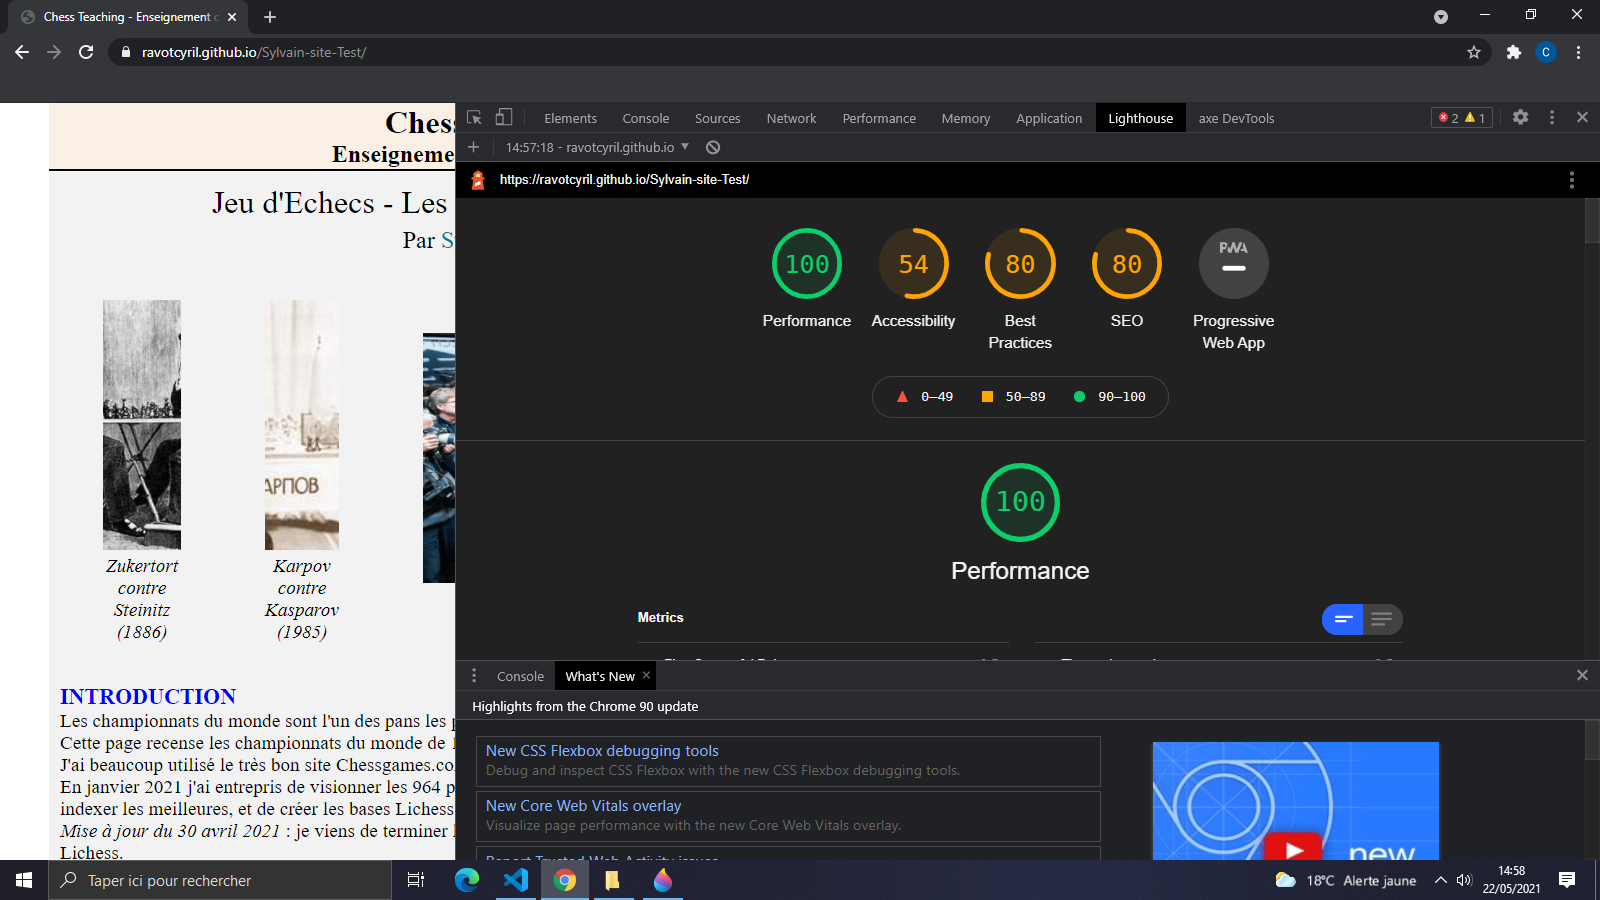 Chess Teaching - Enseignement
ravotcyril.github.io/Sylvain-site-Test/
C
Chess
Enseigneme
Jeu d'Echecs - Les
Par S
АРПОВ
Zukertort
contre
Steinitz
(1886)
Karpov
contre
Kasparov
(1985)
INTRODUCTION
Les championnats du monde sont l'un des pans les
Cette page recense les championnats du monde de
J'ai beaucoup utilisé le très bon site Chessgames.co
En janvier 2021 j'ai entrepris de visionner les 964 p
indexer les meilleures, et de créer les bases Lichess
Mise à jour du 30 avril 2021 : je viens de terminer
Lichess.
Elements Console Sources Network Performance Memory Application Lighthouse axe DevTools 2 1
14:57:18 - ravotcyril.github.io
https://ravotcyril.github.io/Sylvain-site-Test/
100 54 80 80 PWA
Performance Accessibility Best Practices SEO Progressive Web App
0–49 50–89 90–100
100
Performance
Metrics
Console What's New
Highlights from the Chrome 90 update
New CSS Flexbox debugging tools
Debug and inspect CSS Flexbox with the new CSS Flexbox debugging tools.
New Core Web Vitals overlay
Visualize page performance with the new Core Web Vitals overlay.
Report Trusted Web Activity issues
new
Taper ici pour rechercher
18°C Alerte jaune
14:58
22/05/2021